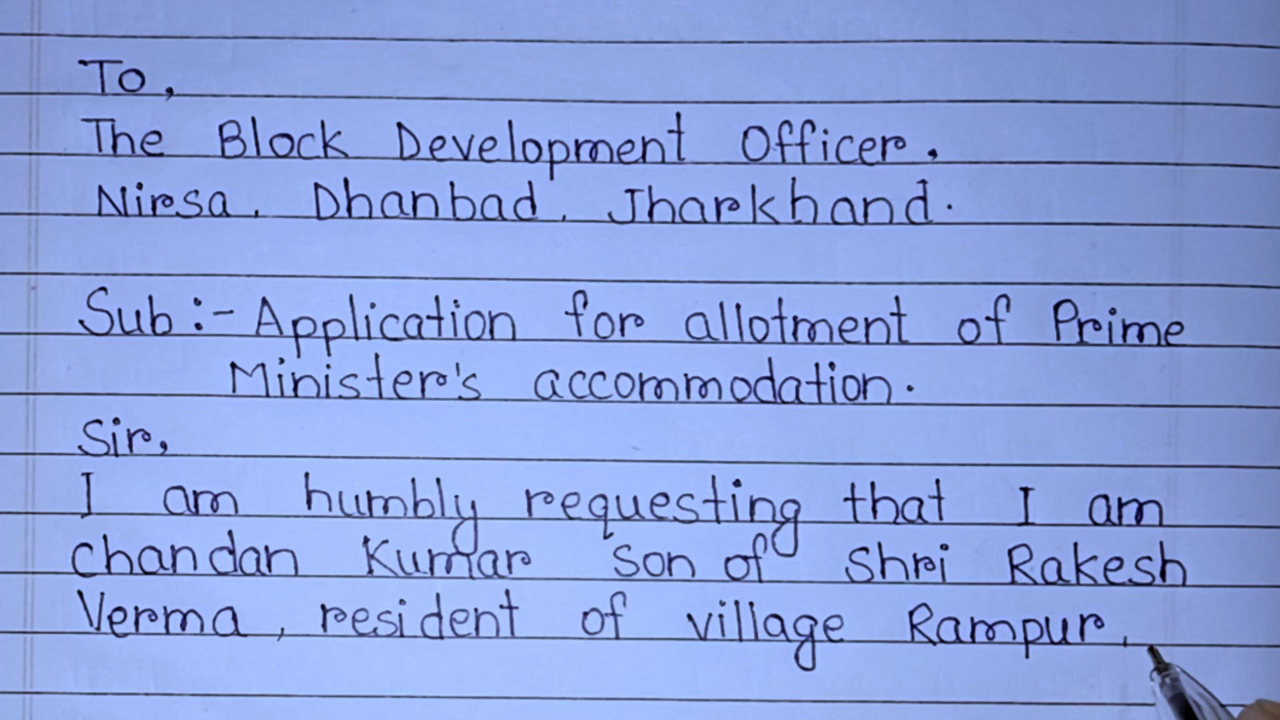 To,
The Block Development Officer.
Nirsa, Dhanbad, Jharkhand.
Sub:- Application for allotment of Prime
Minister's accommodation.
Sir,
I am humbly requesting that I am
Chandan Kumar son of Shri Rakesh
Verma, resident of village Rampur,